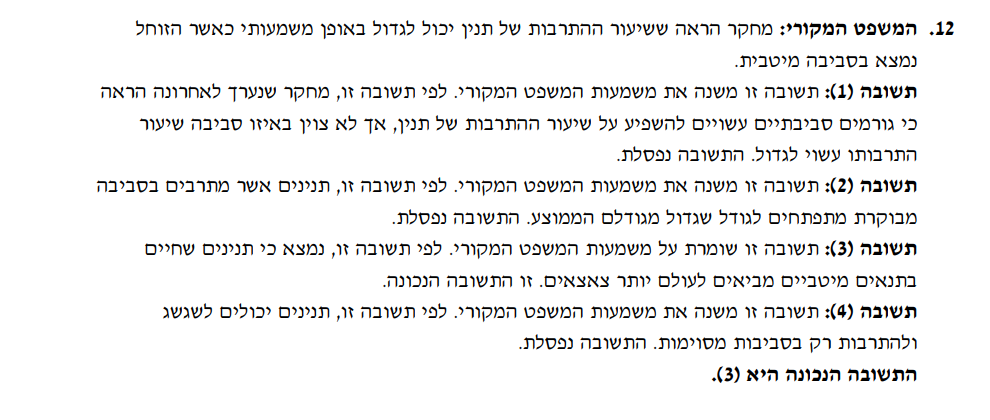 12. המשפט המקורי: מחקר הראה ששיעור ההתרבות של תנין יכול לגדול באופן משמעותי כאשר הזוחל
נמצא בסביבה מיטבית.
תשובה (1): תשובה זו משנה את משמעות המשפט המקורי. לפי תשובה זו, מחקר שנערך לאחרונה הראה
כי גורמים סביבתיים עשויים להשפיע על שיעור ההתרבות של תנין, אך לא צוין באיזו סביבה שיעור
התרבותו עשוי לגדול. התשובה נפסלת.
תשובה (2): תשובה זו משנה את משמעות המשפט המקורי. לפי תשובה זו, תנינים אשר מתרבים בסביבה
מבוקרת מתפתחים לגודל שגדול מגודלם הממוצע. התשובה נפסלת.
תשובה (3): תשובה זו שומרת על משמעות המשפט המקורי. לפי תשובה זו, נמצא כי תנינים שחיים
בתנאים מיטביים מביאים לעולם יותר צאצאים. זו התשובה הנכונה.
תשובה (4): תשובה זו משנה את משמעות המשפט המקורי. לפי תשובה זו, תנינים יכולים לשגשג
ולהתרבות רק בסביבות מסוימות. התשובה נפסלת.
התשובה הנכונה היא (3).